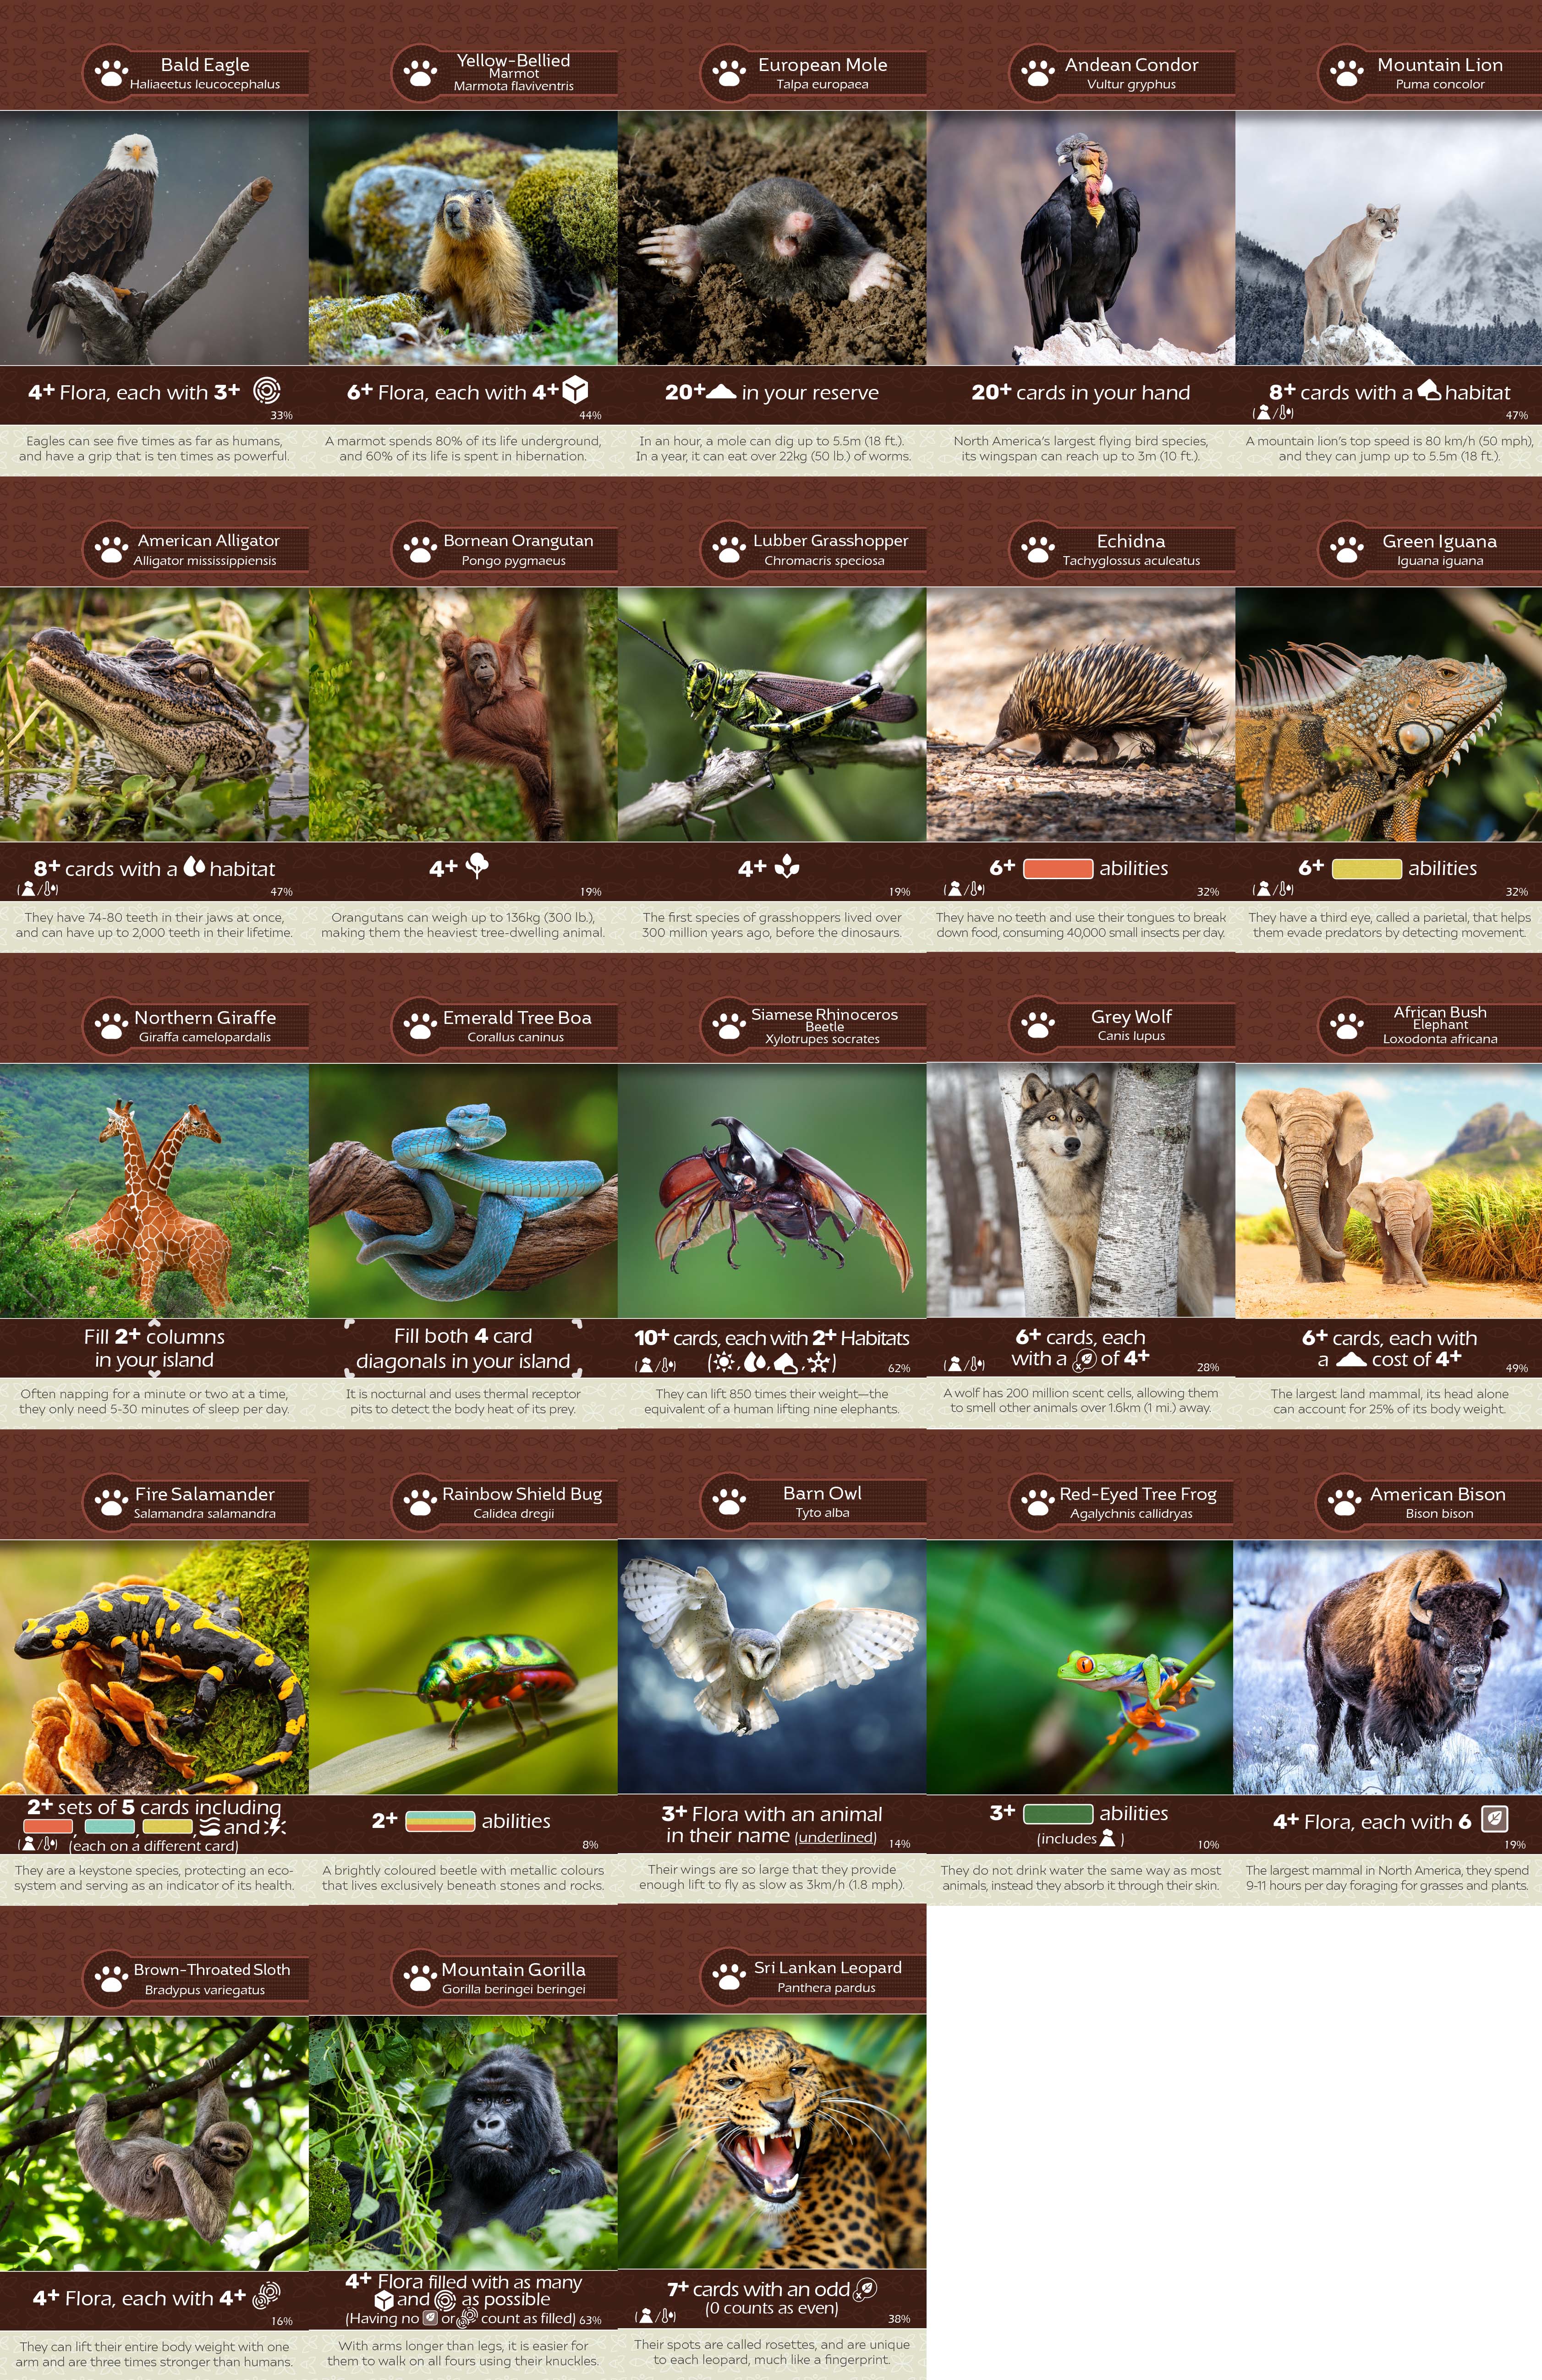 Bald Eagle
Haliaeetus leucocephalus
4+ Flora, each with 3+
33%
Eagles can see five times as far as humans,
and have a grip that is ten times as powerful.
Yellow-Bellied
Marmot
Marmota flaviventris
6+ Flora, each with 4+
44%
A marmot spends 80% of its life underground,
and 60% of its life is spent in hibernation.
European Mole
Talpa europaea
20+ in your reserve
In an hour, a mole can dig up to 5.5m (18 ft.).
In a year, it can eat over 22kg (50 lb.) of worms.
Andean Condor
Vultur gryphus
20+ cards in your hand
North America's largest flying bird species,
its wingspan can reach up to 3m (10 ft.).
Mountain Lion
Puma concolor
8+ cards with a habitat
( / )
47%
A mountain lion's top speed is 80 km/h (50 mph),
and they can jump up to 5.5m (18 ft.).
American Alligator
Alligator mississippiensis
8+ cards with a habitat
( / )
47%
They have 74-80 teeth in their jaws at once,
and can have up to 2,000 teeth in their lifetime.
Bornean Orangutan
Pongo pygmaeus
4+
19%
Orangutans can weigh up to 136kg (300 lb.),
making them the heaviest tree-dwelling animal.
Lubber Grasshopper
Chromacris speciosa
4+
19%
The first species of grasshoppers lived over
300 million years ago, before the dinosaurs.
Echidna
Tachyglossus aculeatus
6+ abilities
( / )
32%
They have no teeth and use their tongues to break
down food, consuming 40,000 small insects per day.
Green Iguana
Iguana iguana
6+ abilities
( / )
32%
They have a third eye, called a parietal, that helps
them evade predators by detecting movement.
Northern Giraffe
Giraffa camelopardalis
Fill 2+ columns
in your island
Often napping for a minute or two at a time,
they only need 5-30 minutes of sleep per day.
Emerald Tree Boa
Corallus caninus
Fill both 4 card
diagonals in your island
It is nocturnal and uses thermal receptor
pits to detect the body heat of its prey.
Siamese Rhinoceros
Beetle
Xylotrupes socrates
10+ cards, each with 2+ Habitats
( / ) ( , , , )
62%
They can lift 850 times their weight—the
equivalent of a human lifting nine elephants.
Grey Wolf
Canis lupus
6+ cards, each
with a of 4+
( / )
28%
A wolf has 200 million scent cells, allowing them
to smell other animals over 1.6km (1 mi.) away.
African Bush
Elephant
Loxodonta africana
6+ cards, each with
a cost of 4+
49%
The largest land mammal, its head alone
can account for 25% of its body weight.
Fire Salamander
Salamandra salamandra
2+ sets of 5 cards including
, , , and
( / ) (each on a different card)
They are a keystone species, protecting an eco-
system and serving as an indicator of its health.
Rainbow Shield Bug
Calidea dregii
2+ abilities
8%
A brightly coloured beetle with metallic colours
that lives exclusively beneath stones and rocks.
Barn Owl
Tyto alba
3+ Flora with an animal
in their name (underlined)
14%
Their wings are so large that they provide
enough lift to fly as slow as 3km/h (1.8 mph).
Red-Eyed Tree Frog
Agalychnis callidryas
3+ abilities
(includes )
10%
They do not drink water the same way as most
animals, instead they absorb it through their skin.
American Bison
Bison bison
4+ Flora, each with 6
19%
The largest mammal in North America, they spend
9-11 hours per day foraging for grasses and plants.
Brown-Throated Sloth
Bradypus variegatus
4+ Flora, each with 4+
16%
They can lift their entire body weight with one
arm and are three times stronger than humans.
Mountain Gorilla
Gorilla beringei beringei
4+ Flora filled with as many
and as possible
(Having no or count as filled) 63%
With arms longer than legs, it is easier for
them to walk on all fours using their knuckles.
Sri Lankan Leopard
Panthera pardus
7+ cards with an odd
(0 counts as even)
( / )
38%
Their spots are called rosettes, and are unique
to each leopard, much like a fingerprint.